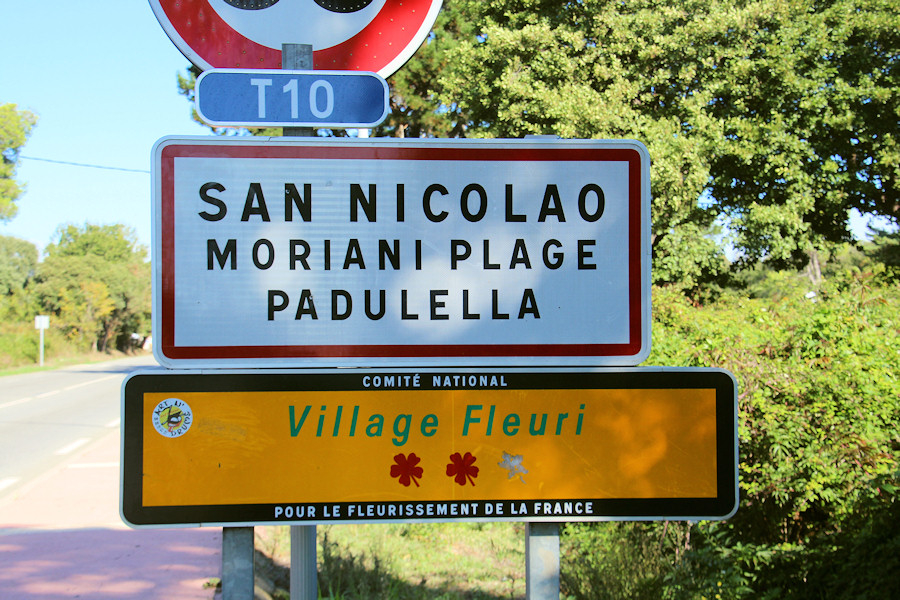 T10
SAN NICOLAO
MORIANI PLAGE
PADULELLA
COMITÉ NATIONAL
Village Fleuri
POUR LE FLEURISSEMENT DE LA FRANCE